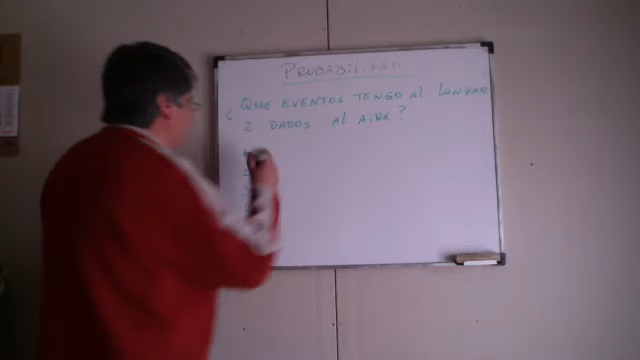 PROBABILIDAD
¿ QUE EVENTOS TENGO Al LANZAR
2 DADOS Al AIRE?